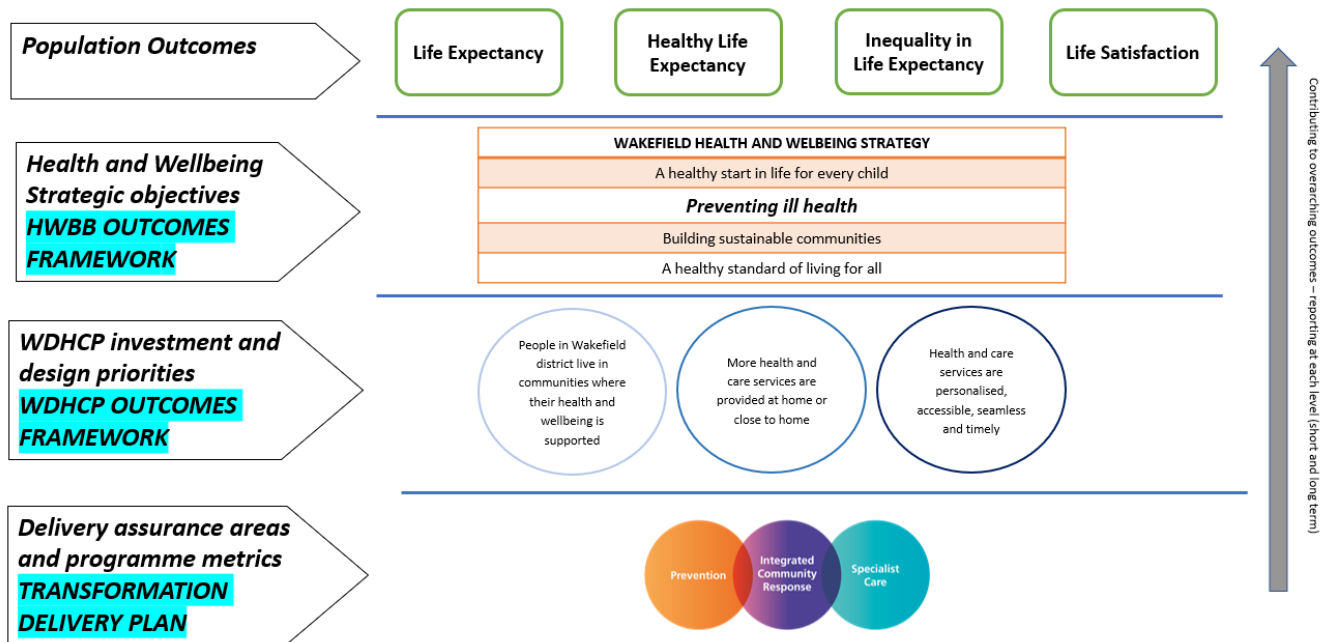 Population Outcomes
Life Expectancy
Healthy Life
Expectancy
Inequality in
Life Expectancy
Life Satisfaction
Health and Wellbeing
Strategic objectives
HWBB OUTCOMES
FRAMEWORK
WAKEFIELD HEALTH AND WELBEING STRATEGY
A healthy start in life for every child
Preventing ill health
Building sustainable communities
A healthy standard of living for all
WDHCP investment and
design priorities
WDHCP OUTCOMES
FRAMEWORK
People in Wakefield
district live in
communities where
their health and
wellbeing is
supported
More health and
care services are
provided at home or
close to home
Health and care
services are
personalised,
accessible, seamless
and timely
Delivery assurance areas
and programme metrics
TRANSFORMATION
DELIVERY PLAN
Prevention
Integrated
Community
Response
Specialist
Care
Contributing to overarching outcomes – reporting at each level (short and long term)